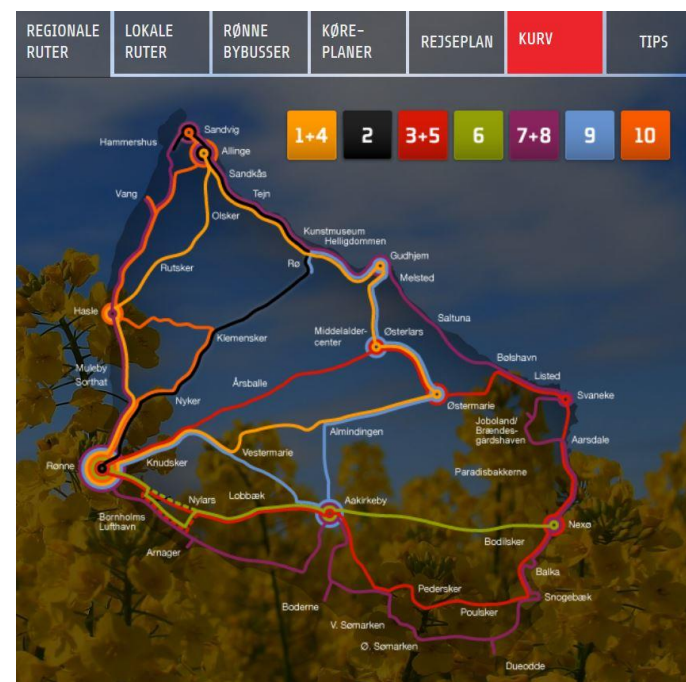 REGIONALE
RUTER
LOKALE
RUTER
RØNNE
BYBUSSER
KØRE-
PLANER
REJSEPLAN
KURV
TIPS
1+4
2
3+5
6
7+8
9
10
Sandvig
Hammershus
Allinge
Sandkås
Tejn
Vang
Olsker
Kunstmuseum
Helligdommen
Rø
Gudhjem
Melsted
Rutsker
Hasle
Saltuna
Klemensker
Middelalder-
center
Østerlars
Bølshavn
Muleby
Sorthat
Listed
Årsballe
Nyker
Svaneke
Østermarie
Joboland/
Brændes-
gårdshaven
Almindingen
Aarsdale
Vestermarie
Rønne
Knudsker
Paradisbakkerne
Nylars
Lobbæk
Aakirkeby
Bornholms
Lufthavn
Nexø
Arnager
Bodilsker
Balka
Pedersker
Snogebæk
Boderne
Poulsker
V. Sømarken
Ø. Sømarken
Dueodde